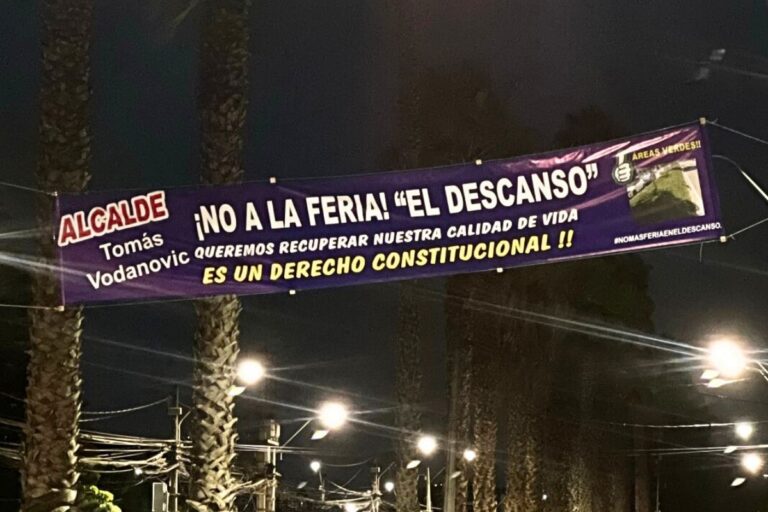 ALCALDE
Tomás
Vodanovic
¡NO A LA FERIA! “EL DESCANSO”
QUEREMOS RECUPERAR NUESTRA CALIDAD DE VIDA
ES UN DERECHO CONSTITUCIONAL !!
ÁREAS VERDES!!
#NOMASFERIAENELDESCANSO.